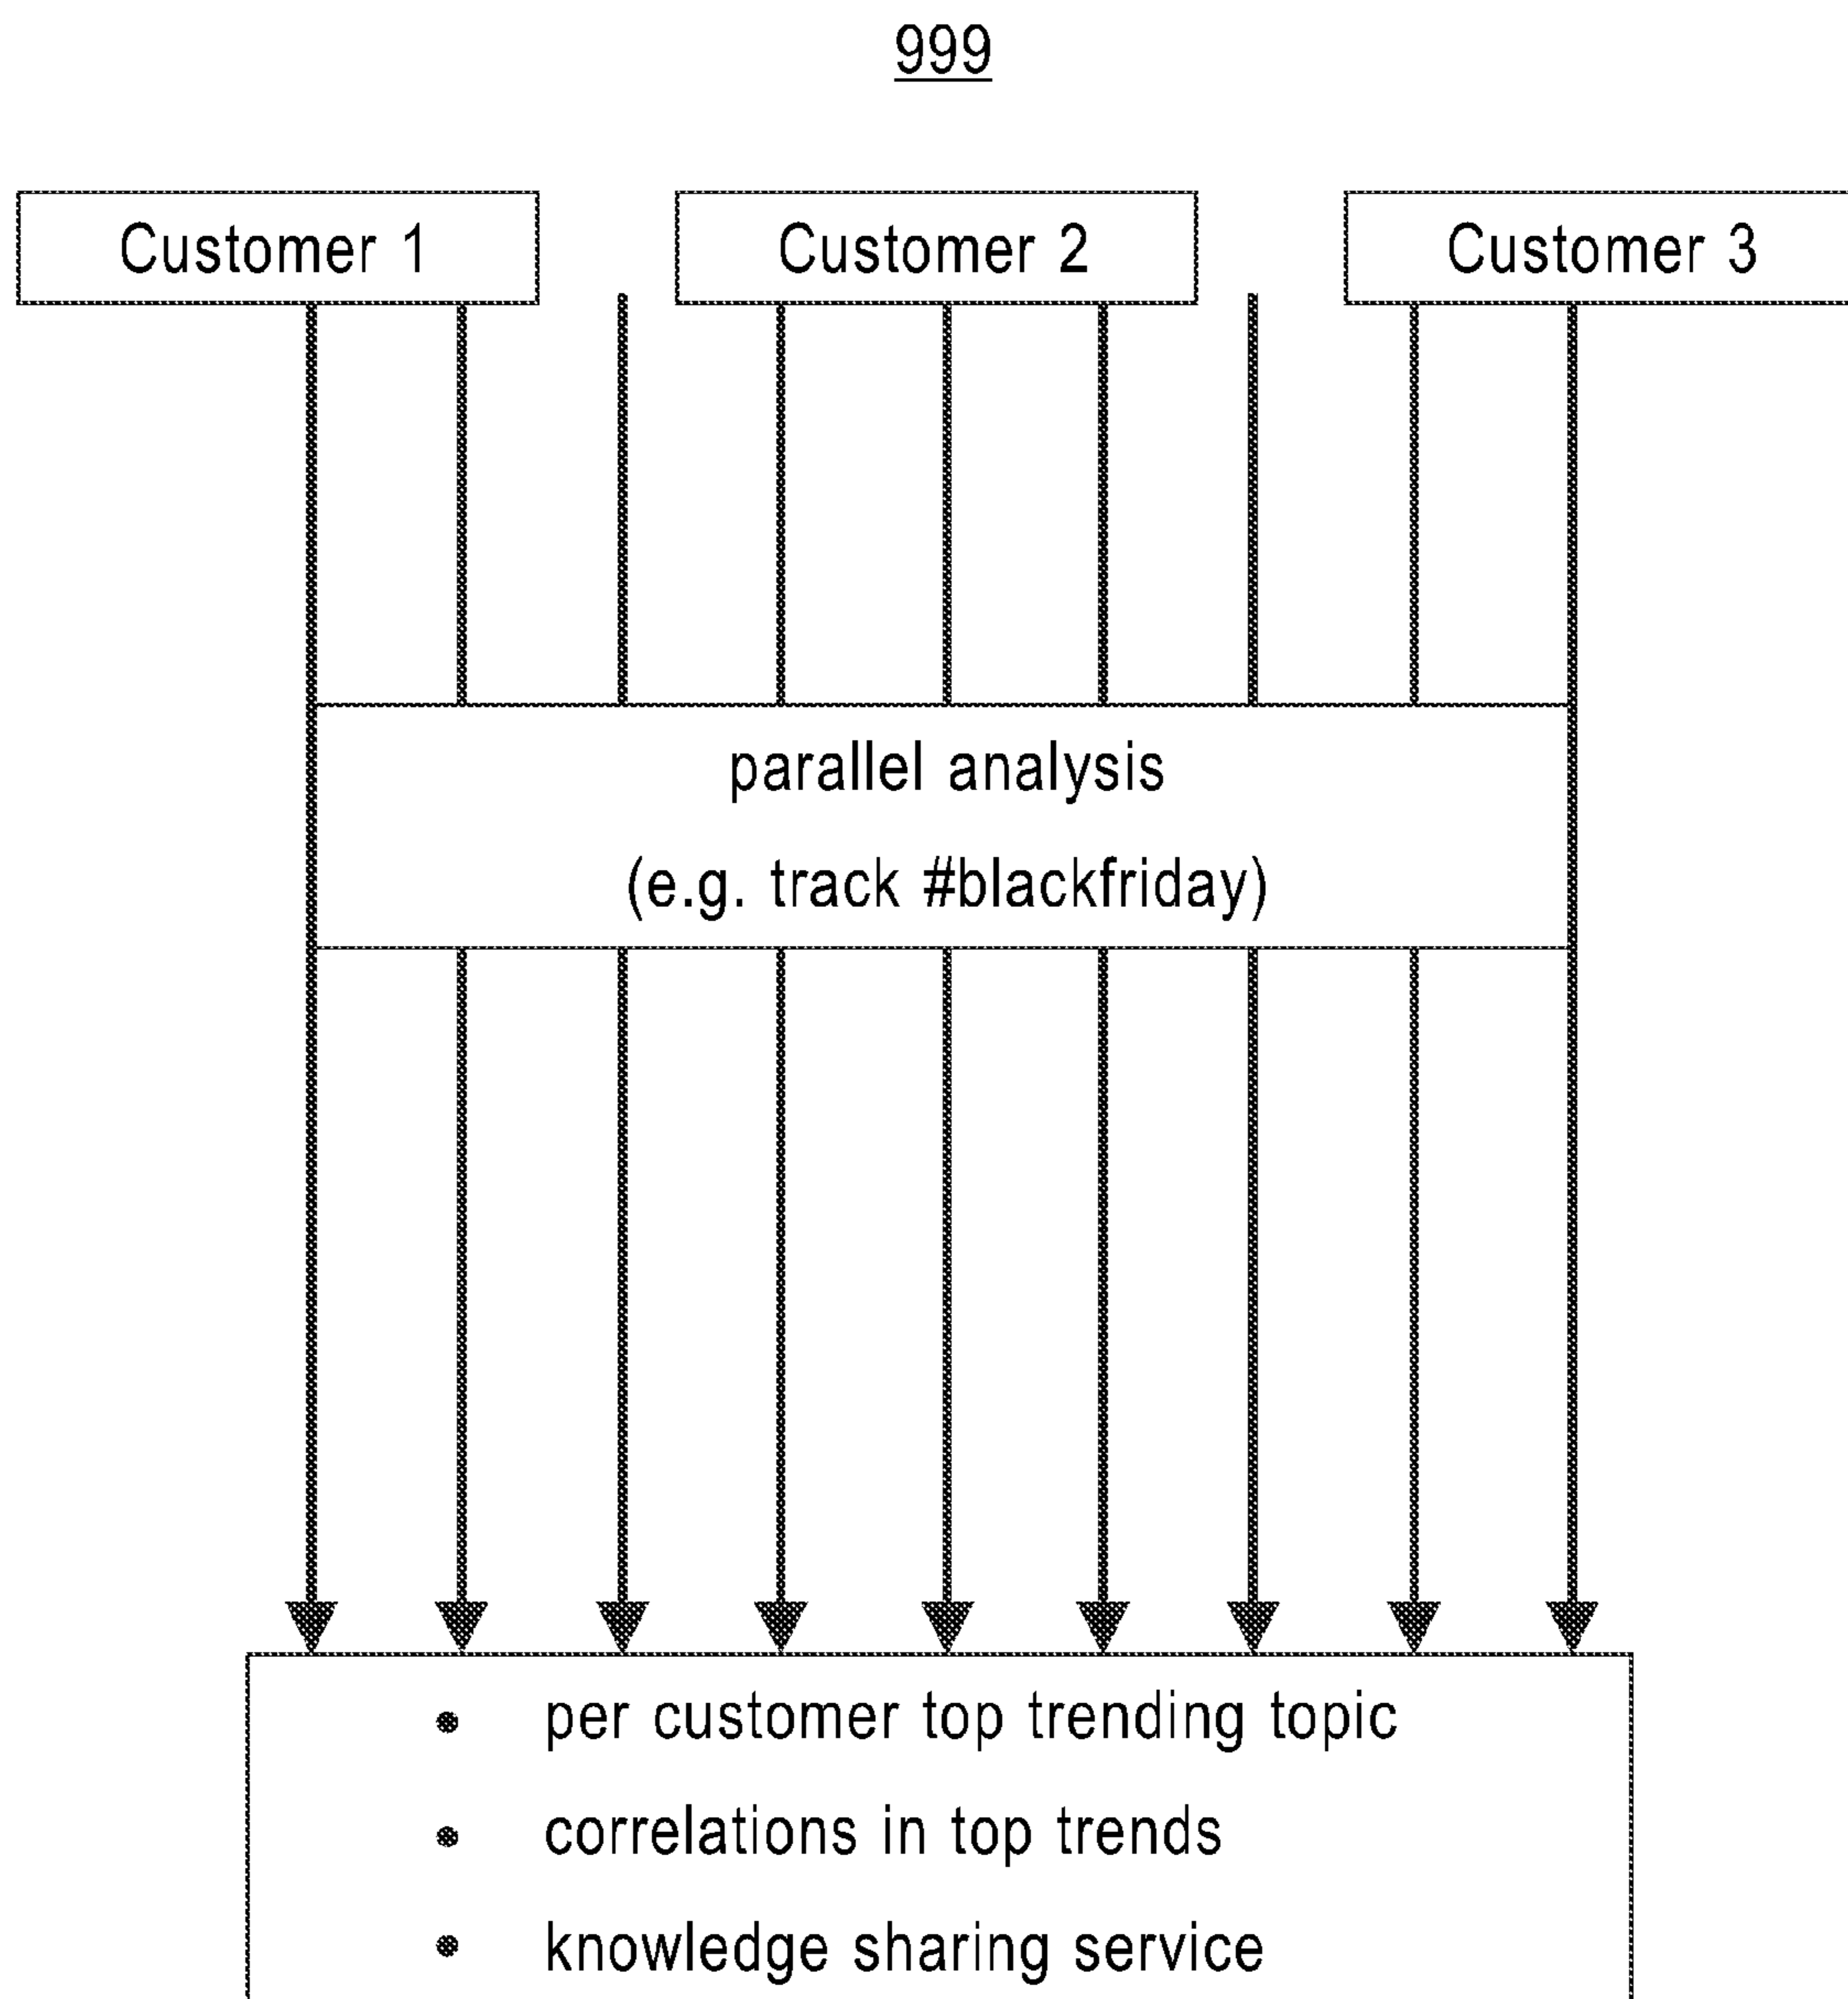 999
Customer 1 Customer 2 Customer 3
parallel analysis
(e.g. track #blackfriday)
• per customer top trending topic
• correlations in top trends
• knowledge sharing service